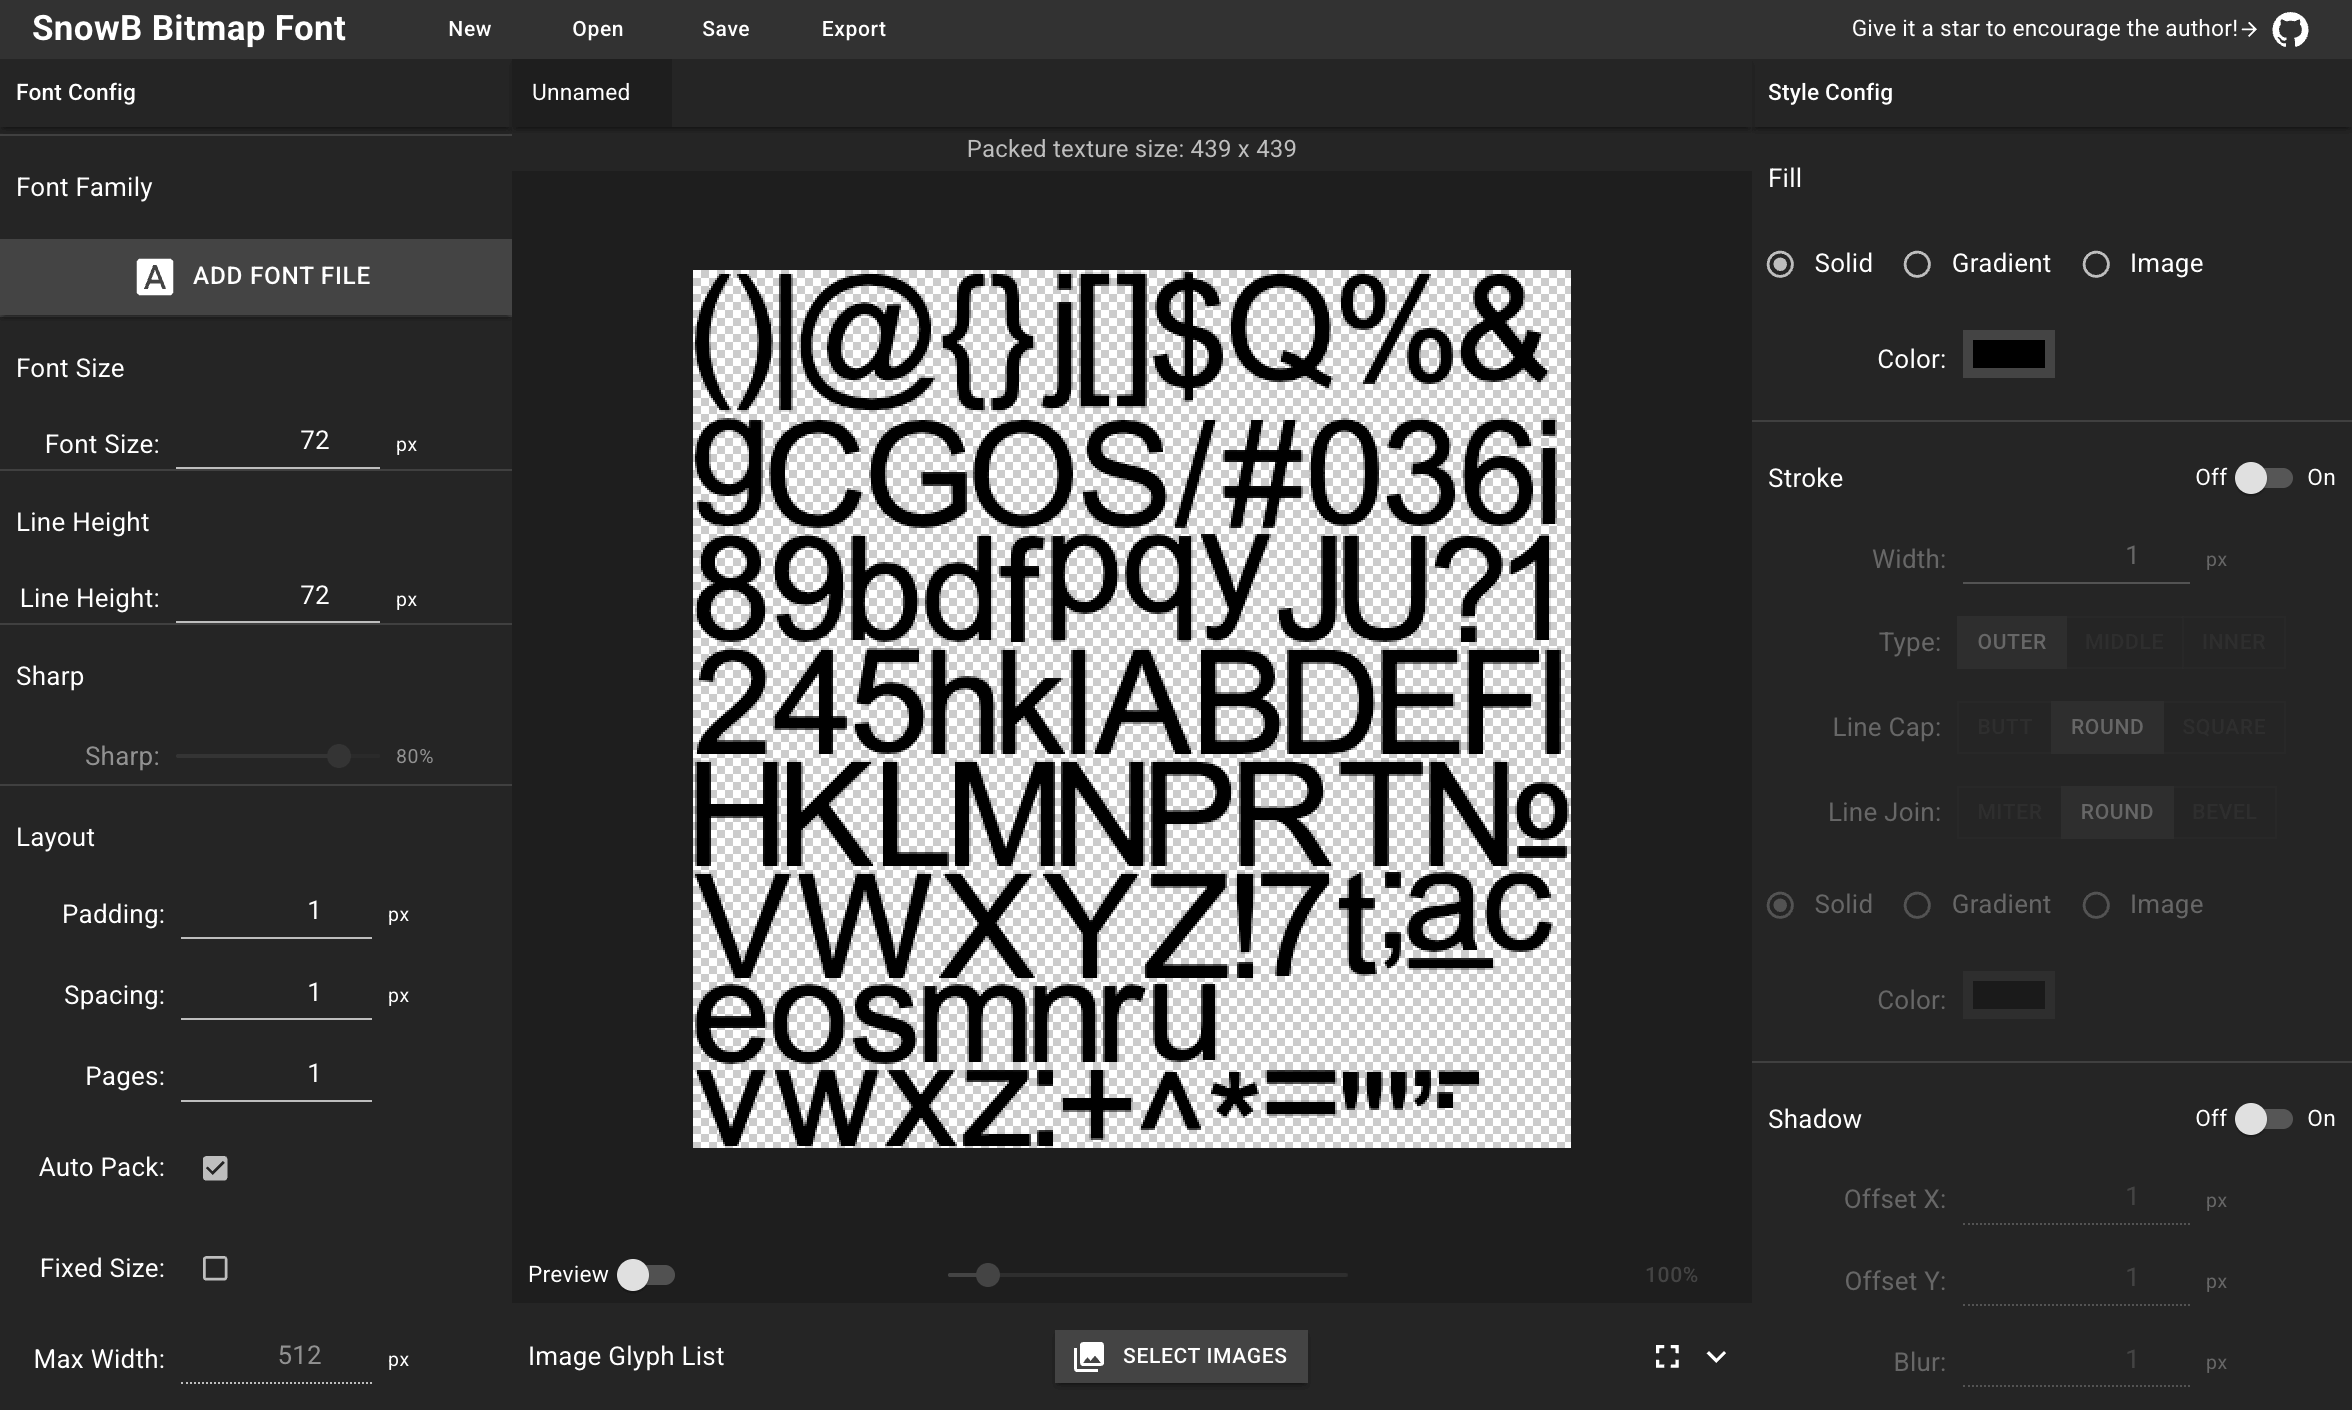 SnowB Bitmap Font
New
Open
Save
Export
Give it a star to encourage the author!→
Font Config
Font Family
A ADD FONT FILE
Font Size
Font Size: 72 px
Line Height
Line Height: 72 px
Sharp
Sharp: 80%
Layout
Padding: 1 px
Spacing: 1 px
Pages: 1
Auto Pack:
Fixed Size:
Max Width: 512 px
Unnamed
Packed texture size: 439 x 439
()|@{}j[]$Q%&
gCGOS/#036i
89bdfpqyJU?1
245hklABDEFI
HKLMNPRTNº
VWXYZ!7t;ac
eosmnru
vwxz:+^*="',.-
Preview
100%
Image Glyph List
SELECT IMAGES
Style Config
Fill
Solid Gradient Image
Color:
Stroke
Off On
Width: 1 px
Type: OUTER MIDDLE INNER
Line Cap: BUTT ROUND SQUARE
Line Join: MITER ROUND BEVEL
Solid Gradient Image
Color:
Shadow
Off On
Offset X: 1 px
Offset Y: 1 px
Blur: 1 px